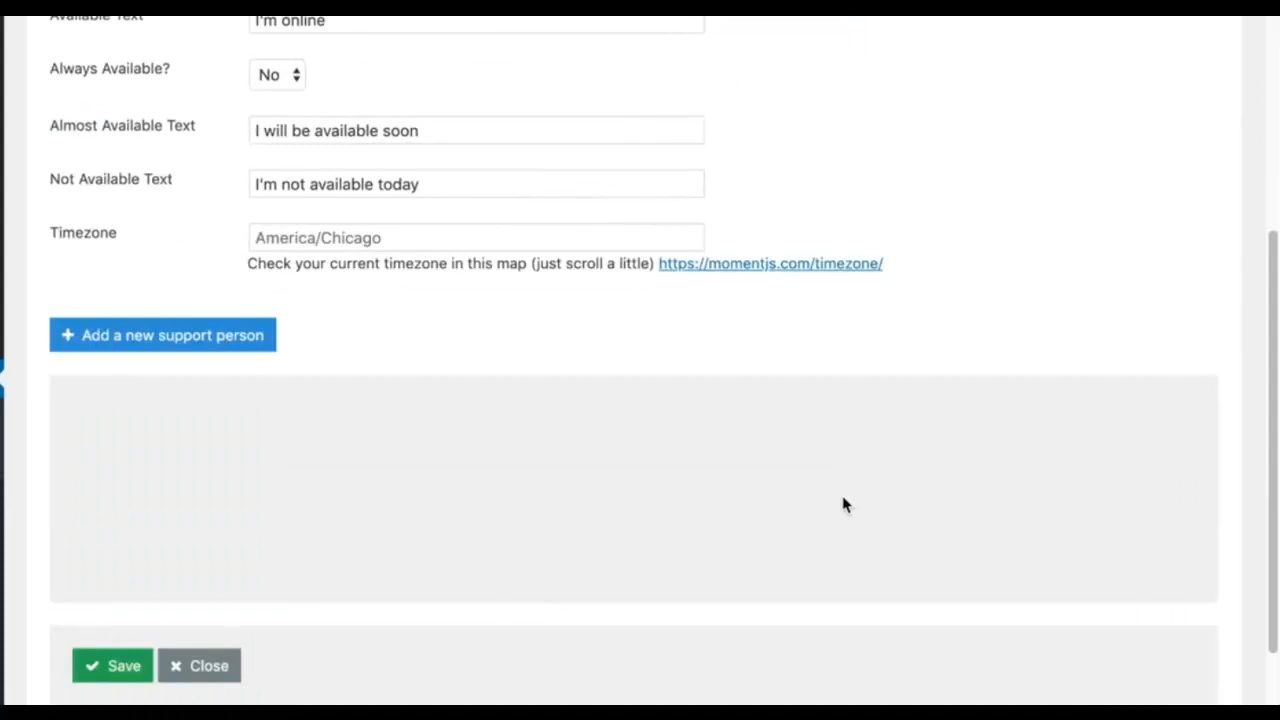 Available Text
I'm online
Always Available?
No
Almost Available Text
I will be available soon
Not Available Text
I'm not available today
Timezone
America/Chicago
Check your current timezone in this map (just scroll a little) https://momentjs.com/timezone/
Add a new support person
Save
Close